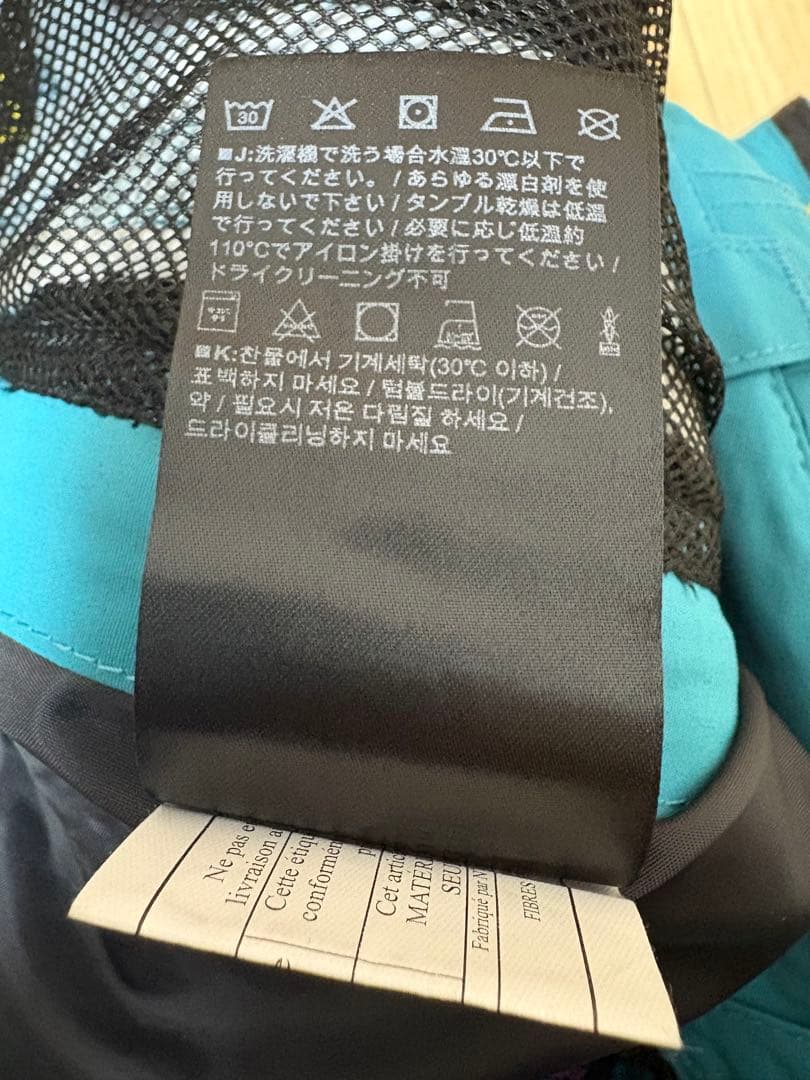 30
■J:洗濯機で洗う場合水温30℃以下で
行ってください。/あらゆる漂白剤を使
用しないで下さい/タンブル乾燥は低温
で行ってください/必要に応じ低温約
110℃でアイロン掛けを行ってください/
ドライクリーニング不可
■K:찬물에서 기계세탁(30℃ 이하)/
표백하지 마세요/텀블드라이(기계건조),
약/필요시 저온 다림질 하세요/
드라이클리닝하지 마세요
Ne pas e
livraison a
Cette étiqu
conformém
Cet artic
MATER
SEUL
Fabriqué par N
FIBRES